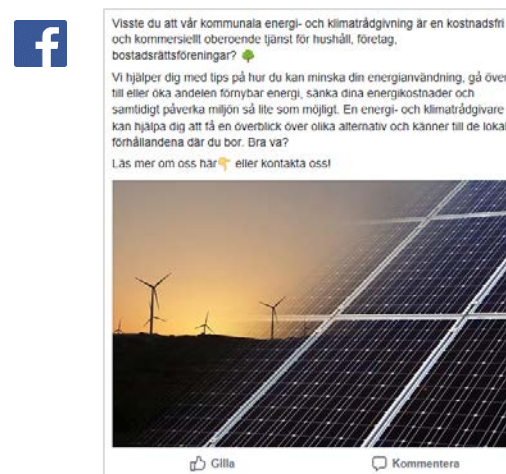 Visste du att vår kommunala energi- och klimatrådgivning är en kostnadsfri
och kommersiellt oberoende tjänst för hushåll, företag,
bostadsrättsföreningar? 🌳
Vi hjälper dig med tips på hur du kan minska din energianvändning, gå över
till eller öka andelen förnybar energi, sänka dina energikostnader och
samtidigt påverka miljön så lite som möjligt. En energi- och klimatrådgivare
kan hjälpa dig att få en överblick över olika alternativ och känner till de lokal
förhållandena där du bor. Bra va?
Läs mer om oss här👇 eller kontakta oss!
Gilla
Kommentera